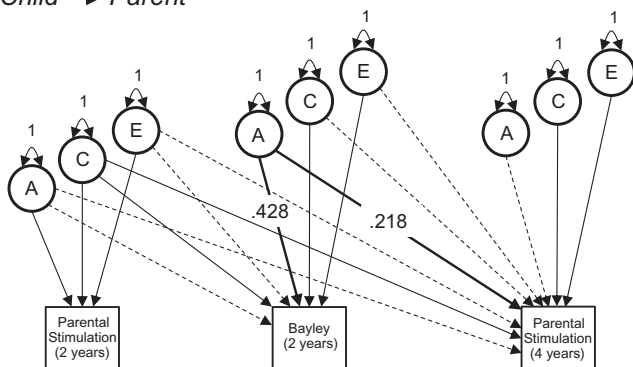 Child → Parent
1
1
1
E
1
C
1
1
E
C
1
1
E
A
1
C
A
A
.428
.218
Parental
Stimulation
(2 years)
Bayley
(2 years)
Parental
Stimulation
(4 years)